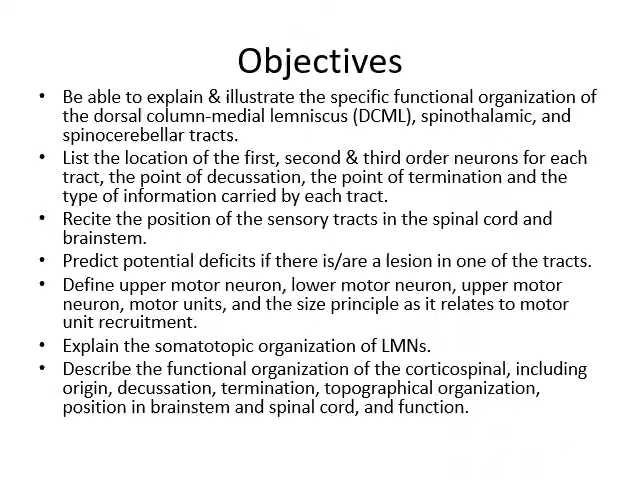 Objectives
• Be able to explain & illustrate the specific functional organization of
the dorsal column-medial lemniscus (DCML), spinothalamic, and
spinocerebellar tracts.
• List the location of the first, second & third order neurons for each
tract, the point of decussation, the point of termination and the
type of information carried by each tract.
• Recite the position of the sensory tracts in the spinal cord and
brainstem.
• Predict potential deficits if there is/are a lesion in one of the tracts.
• Define upper motor neuron, lower motor neuron, upper motor
neuron, motor units, and the size principle as it relates to motor
unit recruitment.
• Explain the somatotopic organization of LMNs.
• Describe the functional organization of the corticospinal, including
origin, decussation, termination, topographical organization,
position in brainstem and spinal cord, and function.